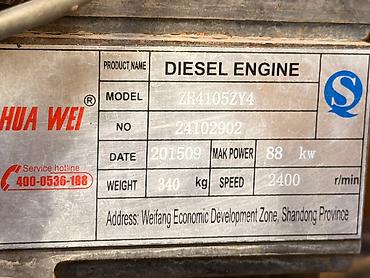 PRODUCT NAME DIESEL ENGINE
MODEL ZH4105ZY4
HUA WEI ®
NO 24102902
DATE 201509 MAK POWER 88 kw
Service hotline
400-0536-188
WEIGHT 340 kg SPEED 2400 r/min
Address: Weifang Economic Development Zone, Shandong Province